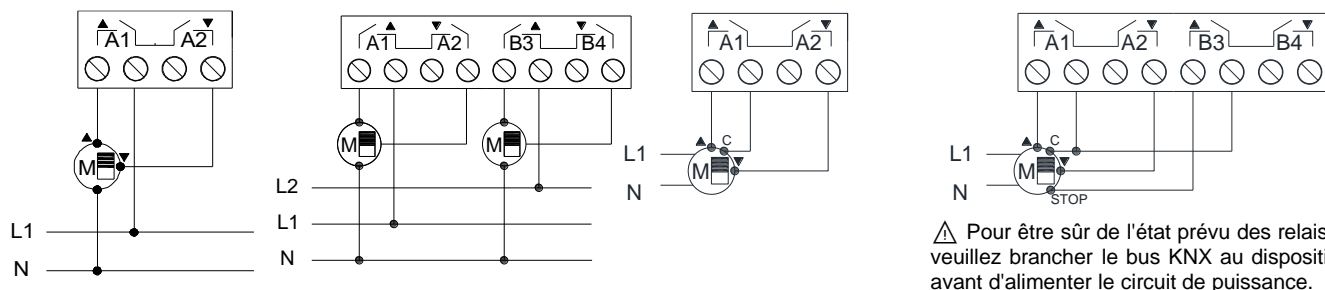 A1 A2
A1 A2 B3 B4
A1 A2
A1 A2 B3 B4
M
L1
N
M M
L2
L1
N
C
L1
M
N
C
L1
M
N
STOP
⚠ Pour être sûr de l'état prévu des relais
veuillez brancher le bus KNX au dispositi
avant d'alimenter le circuit de puissance.